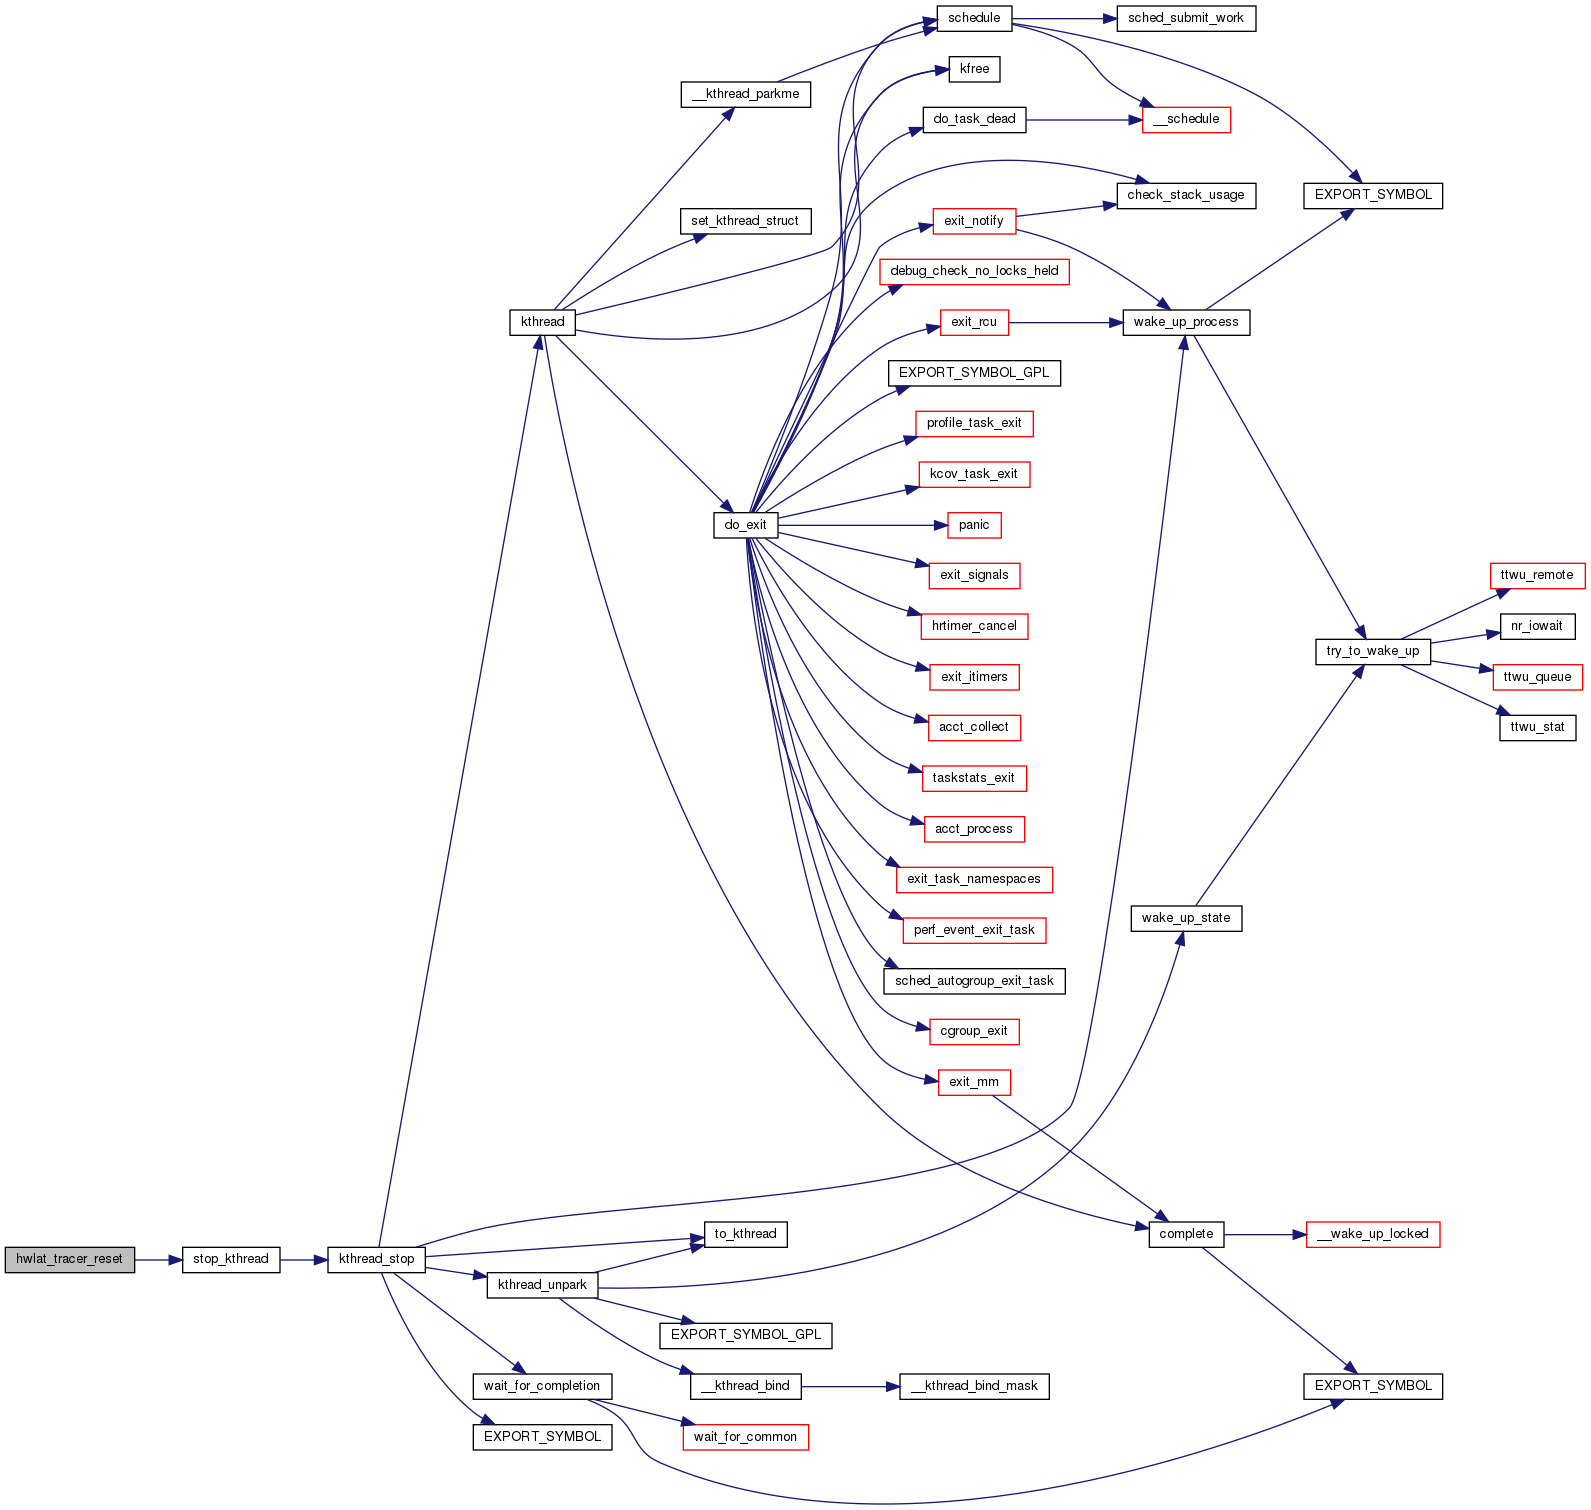 schedule
sched_submit_work
kfree
__kthread_parkme
do_task_dead
__schedule
check_stack_usage
EXPORT_SYMBOL
set_kthread_struct
exit_notify
debug_check_no_locks_held
kthread
exit_rcu
wake_up_process
EXPORT_SYMBOL_GPL
profile_task_exit
kcov_task_exit
do_exit
panic
exit_signals
ttwu_remote
hrtimer_cancel
nr_iowait
try_to_wake_up
exit_itimers
ttwu_queue
acct_collect
ttwu_stat
taskstats_exit
acct_process
exit_task_namespaces
perf_event_exit_task
wake_up_state
sched_autogroup_exit_task
cgroup_exit
exit_mm
to_kthread
complete
__wake_up_locked
hwlat_tracer_reset
stop_kthread
kthread_stop
kthread_unpark
EXPORT_SYMBOL_GPL
wait_for_completion
__kthread_bind
__kthread_bind_mask
EXPORT_SYMBOL
EXPORT_SYMBOL
wait_for_common